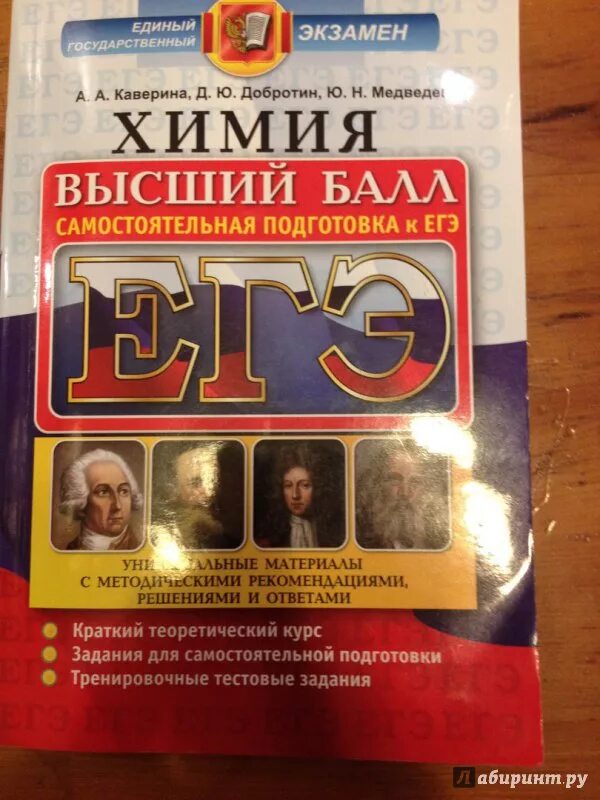 ЕДИНЫЙ
ГОСУДАРСТВЕННЫЙ
ЭКЗАМЕН
А. А. Каверина, Д. Ю. Добротин, Ю. Н. Медведе
ХИМИЯ
ВЫСШИЙ БАЛЛ
САМОСТОЯТЕЛЬНАЯ ПОДГОТОВКА к ЕГЭ
ЕГЭ
МАТЕРИАЛЫ
С МЕТОДИЧЕСКИМИ РЕКОМЕНДАЦИЯМИ,
РЕШЕНИЯМИ И ОТВЕТАМИ
Краткий теоретический курс
Задания для самостоятельной подготовки
Тренировочные тестовые задания
Лабиринт.ру